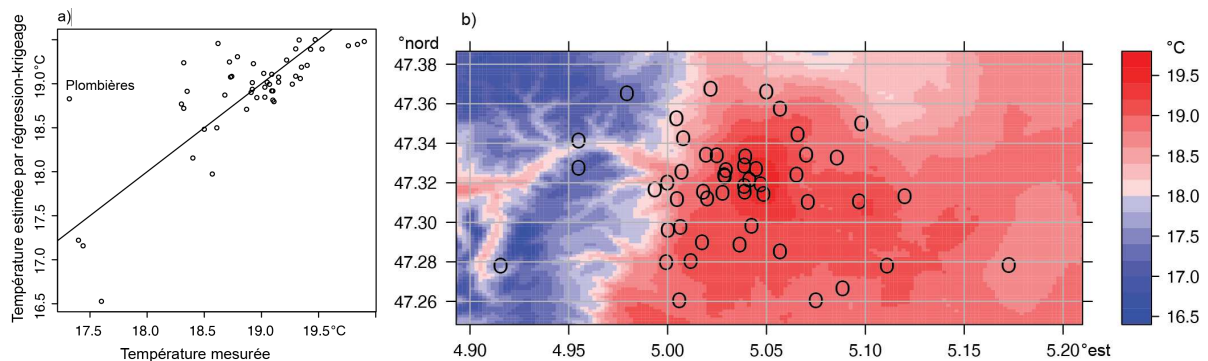 a)
Température estimée par régression-krigeage
19.0°C
18.5
18.0
17.5
17.0
16.5
Plombières
17.5 18.0 18.5 19.0 19.5°C
Température mesurée
b)
°nord
47.38
47.36
47.34
47.32
47.30
47.28
47.26
4.90 4.95 5.00 5.05 5.10 5.15 5.20°est
°C
19.5
19.0
18.5
18.0
17.5
17.0
16.5